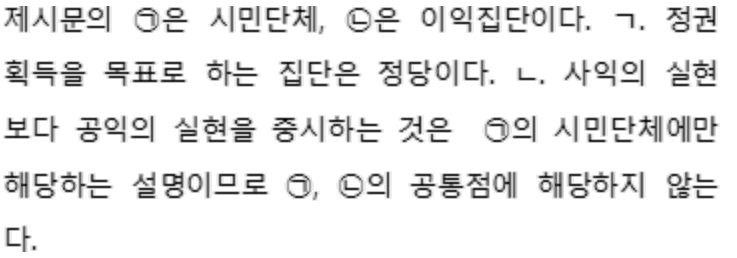 제시문의 ㉠은 시민단체, ㉡은 이익집단이다. ㄱ. 정권
획득을 목표로 하는 집단은 정당이다. ㄴ. 사익의 실현
보다 공익의 실현을 중시하는 것은 ㉠의 시민단체에만
해당하는 설명이므로 ㉠, ㉡의 공통점에 해당하지 않는
다.